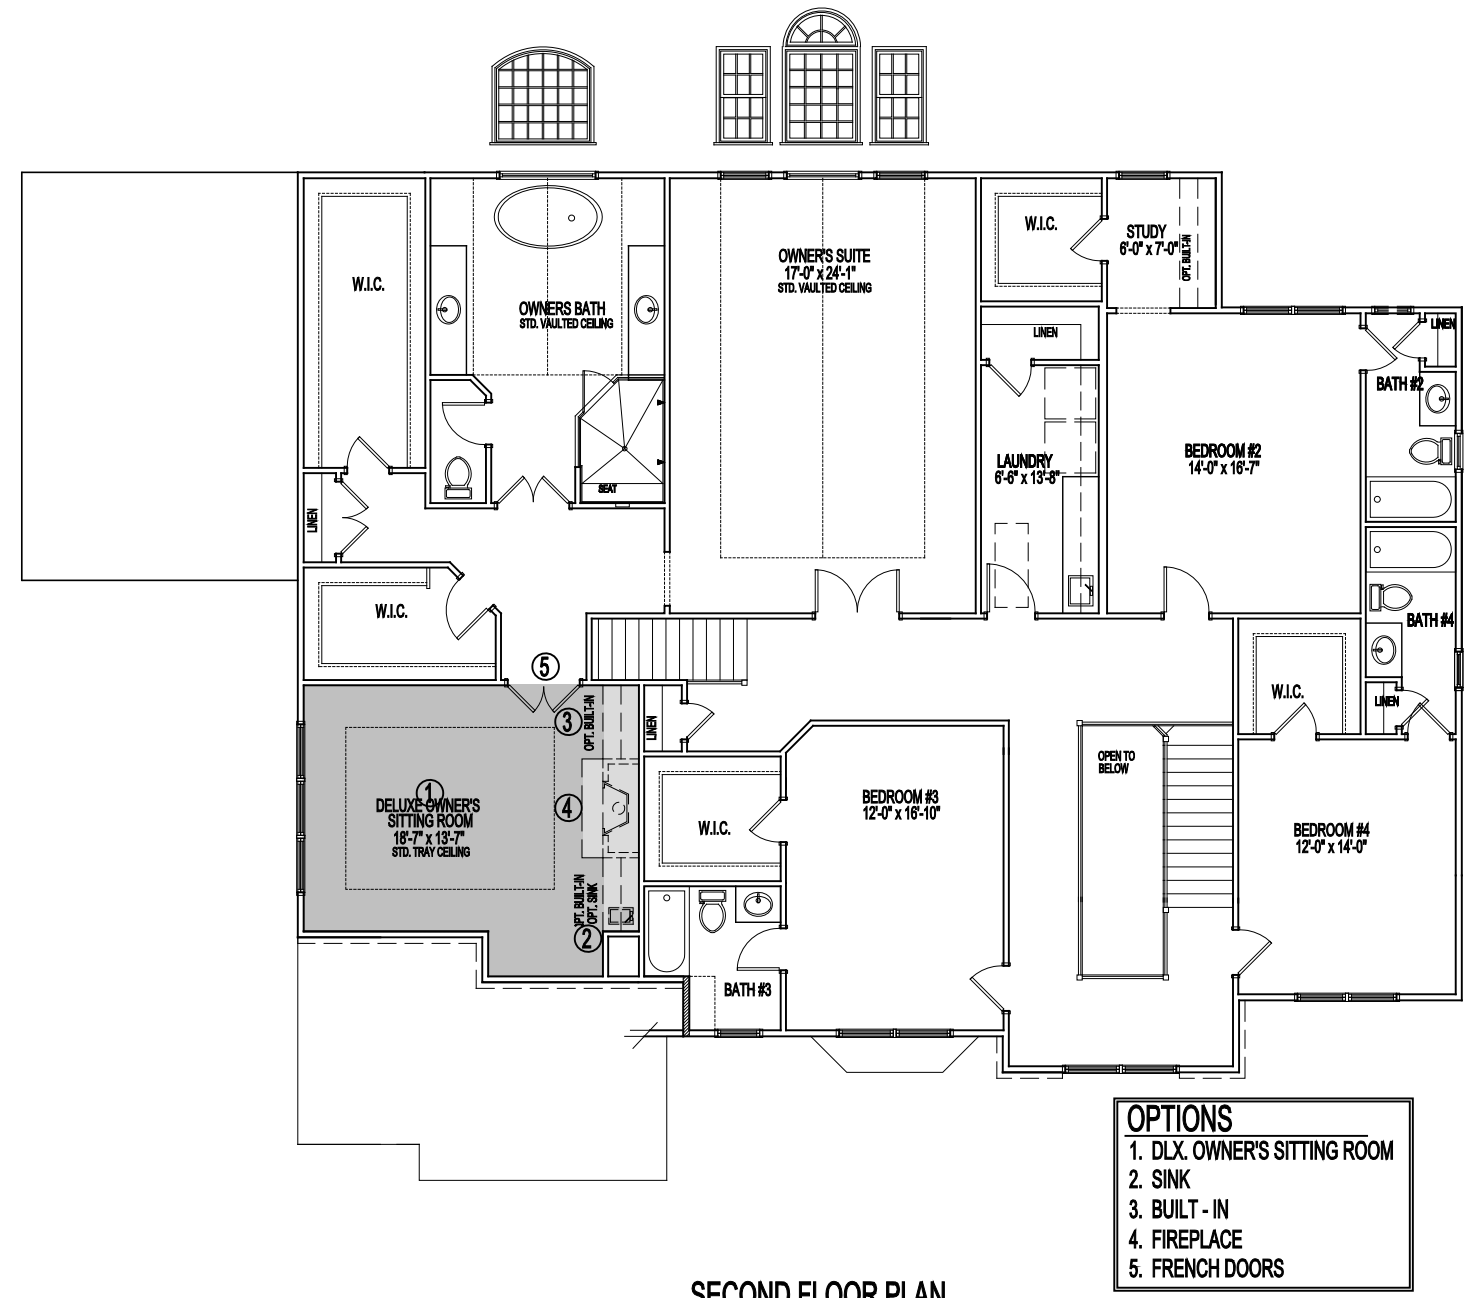 W.I.C.
OWNERS BATH
STD. VAULTED CEILING
OWNER'S SUITE
17'-0" x 24'-1"
STD. VAULTED CEILING
W.I.C.
STUDY
6'-0" x 7'-0"
OPT. BUILT-IN
LINEN
LINEN
BATH #2
LAUNDRY
6'-6" x 13'-8"
BEDROOM #2
14'-0" x 16'-7"
SEAT
LINEN
W.I.C.
BATH #4
5
W.I.C.
LINEN
3
OPT. BUILT-IN
LINEN
1
DELUXE OWNER'S
SITTING ROOM
18'-7" x 13'-7"
STD. TRAY CEILING
4
W.I.C.
BEDROOM #3
12'-0" x 16'-10"
OPEN TO
BELOW
BEDROOM #4
12'-0" x 14'-0"
OPT. BUILT-IN
OPT. SINK
2
BATH #3
OPTIONS
1. DLX. OWNER'S SITTING ROOM
2. SINK
3. BUILT - IN
4. FIREPLACE
5. FRENCH DOORS
SECOND FLOOR PLAN